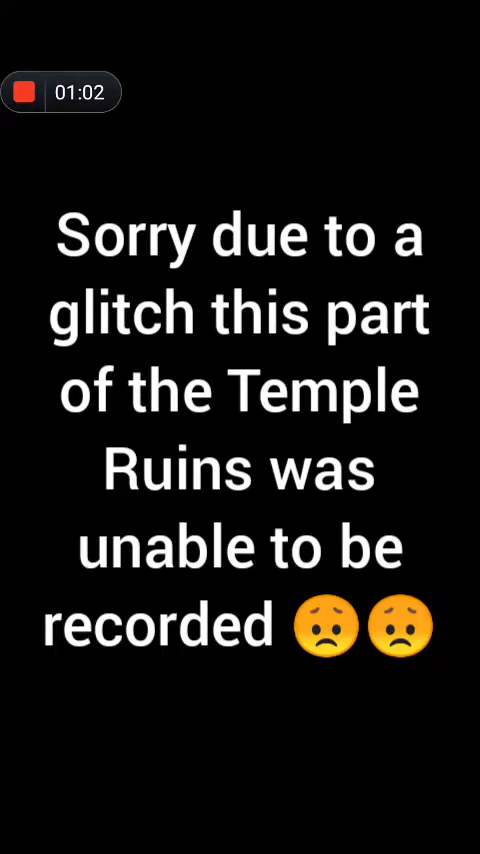 01:02
Sorry due to a
glitch this part
of the Temple
Ruins was
unable to be
recorded 😞😞